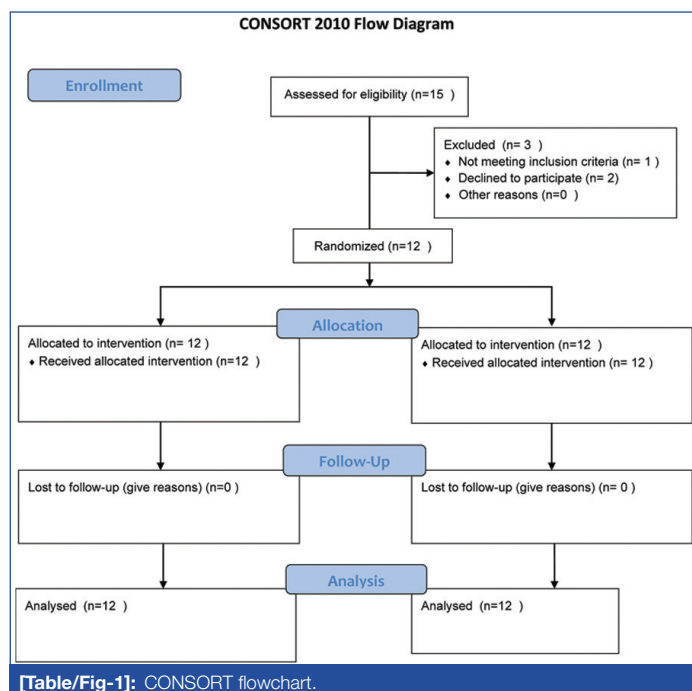 CONSORT 2010 Flow Diagram
Enrollment
Assessed for eligibility (n=15 )
Excluded (n= 3 )
♦ Not meeting inclusion criteria (n= 1 )
♦ Declined to participate (n= 2)
♦ Other reasons (n=0 )
Randomized (n=12 )
Allocation
Allocated to intervention (n= 12 )
♦ Received allocated intervention (n=12 )
Allocated to intervention (n=12 )
♦ Received allocated intervention (n= 12 )
Follow-Up
Lost to follow-up (give reasons) (n=0 )
Lost to follow-up (give reasons) (n= 0 )
Analysis
Analysed (n=12 )
Analysed (n=12 )
[Table/Fig-1]: CONSORT flowchart.